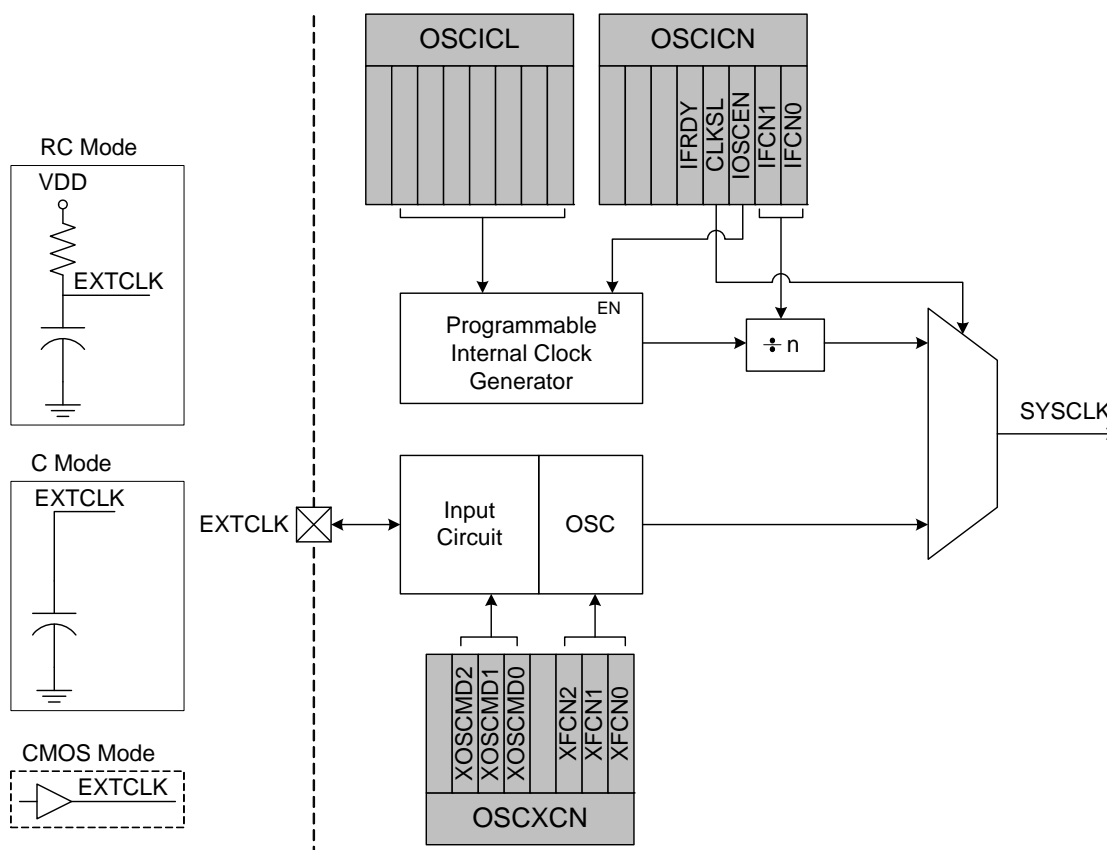 OSCICL
OSCICN
IFRDY
CLKSL
IOSCEN
IFCN1
IFCN0
RC Mode
VDD
EXTCLK
EN
Programmable
Internal Clock
Generator
÷ n
SYSCLK
C Mode
EXTCLK
EXTCLK
Input
Circuit
OSC
XOSCMD2
XOSCMD1
XOSCMD0
XFCN2
XFCN1
XFCN0
OSCXCN
CMOS Mode
EXTCLK